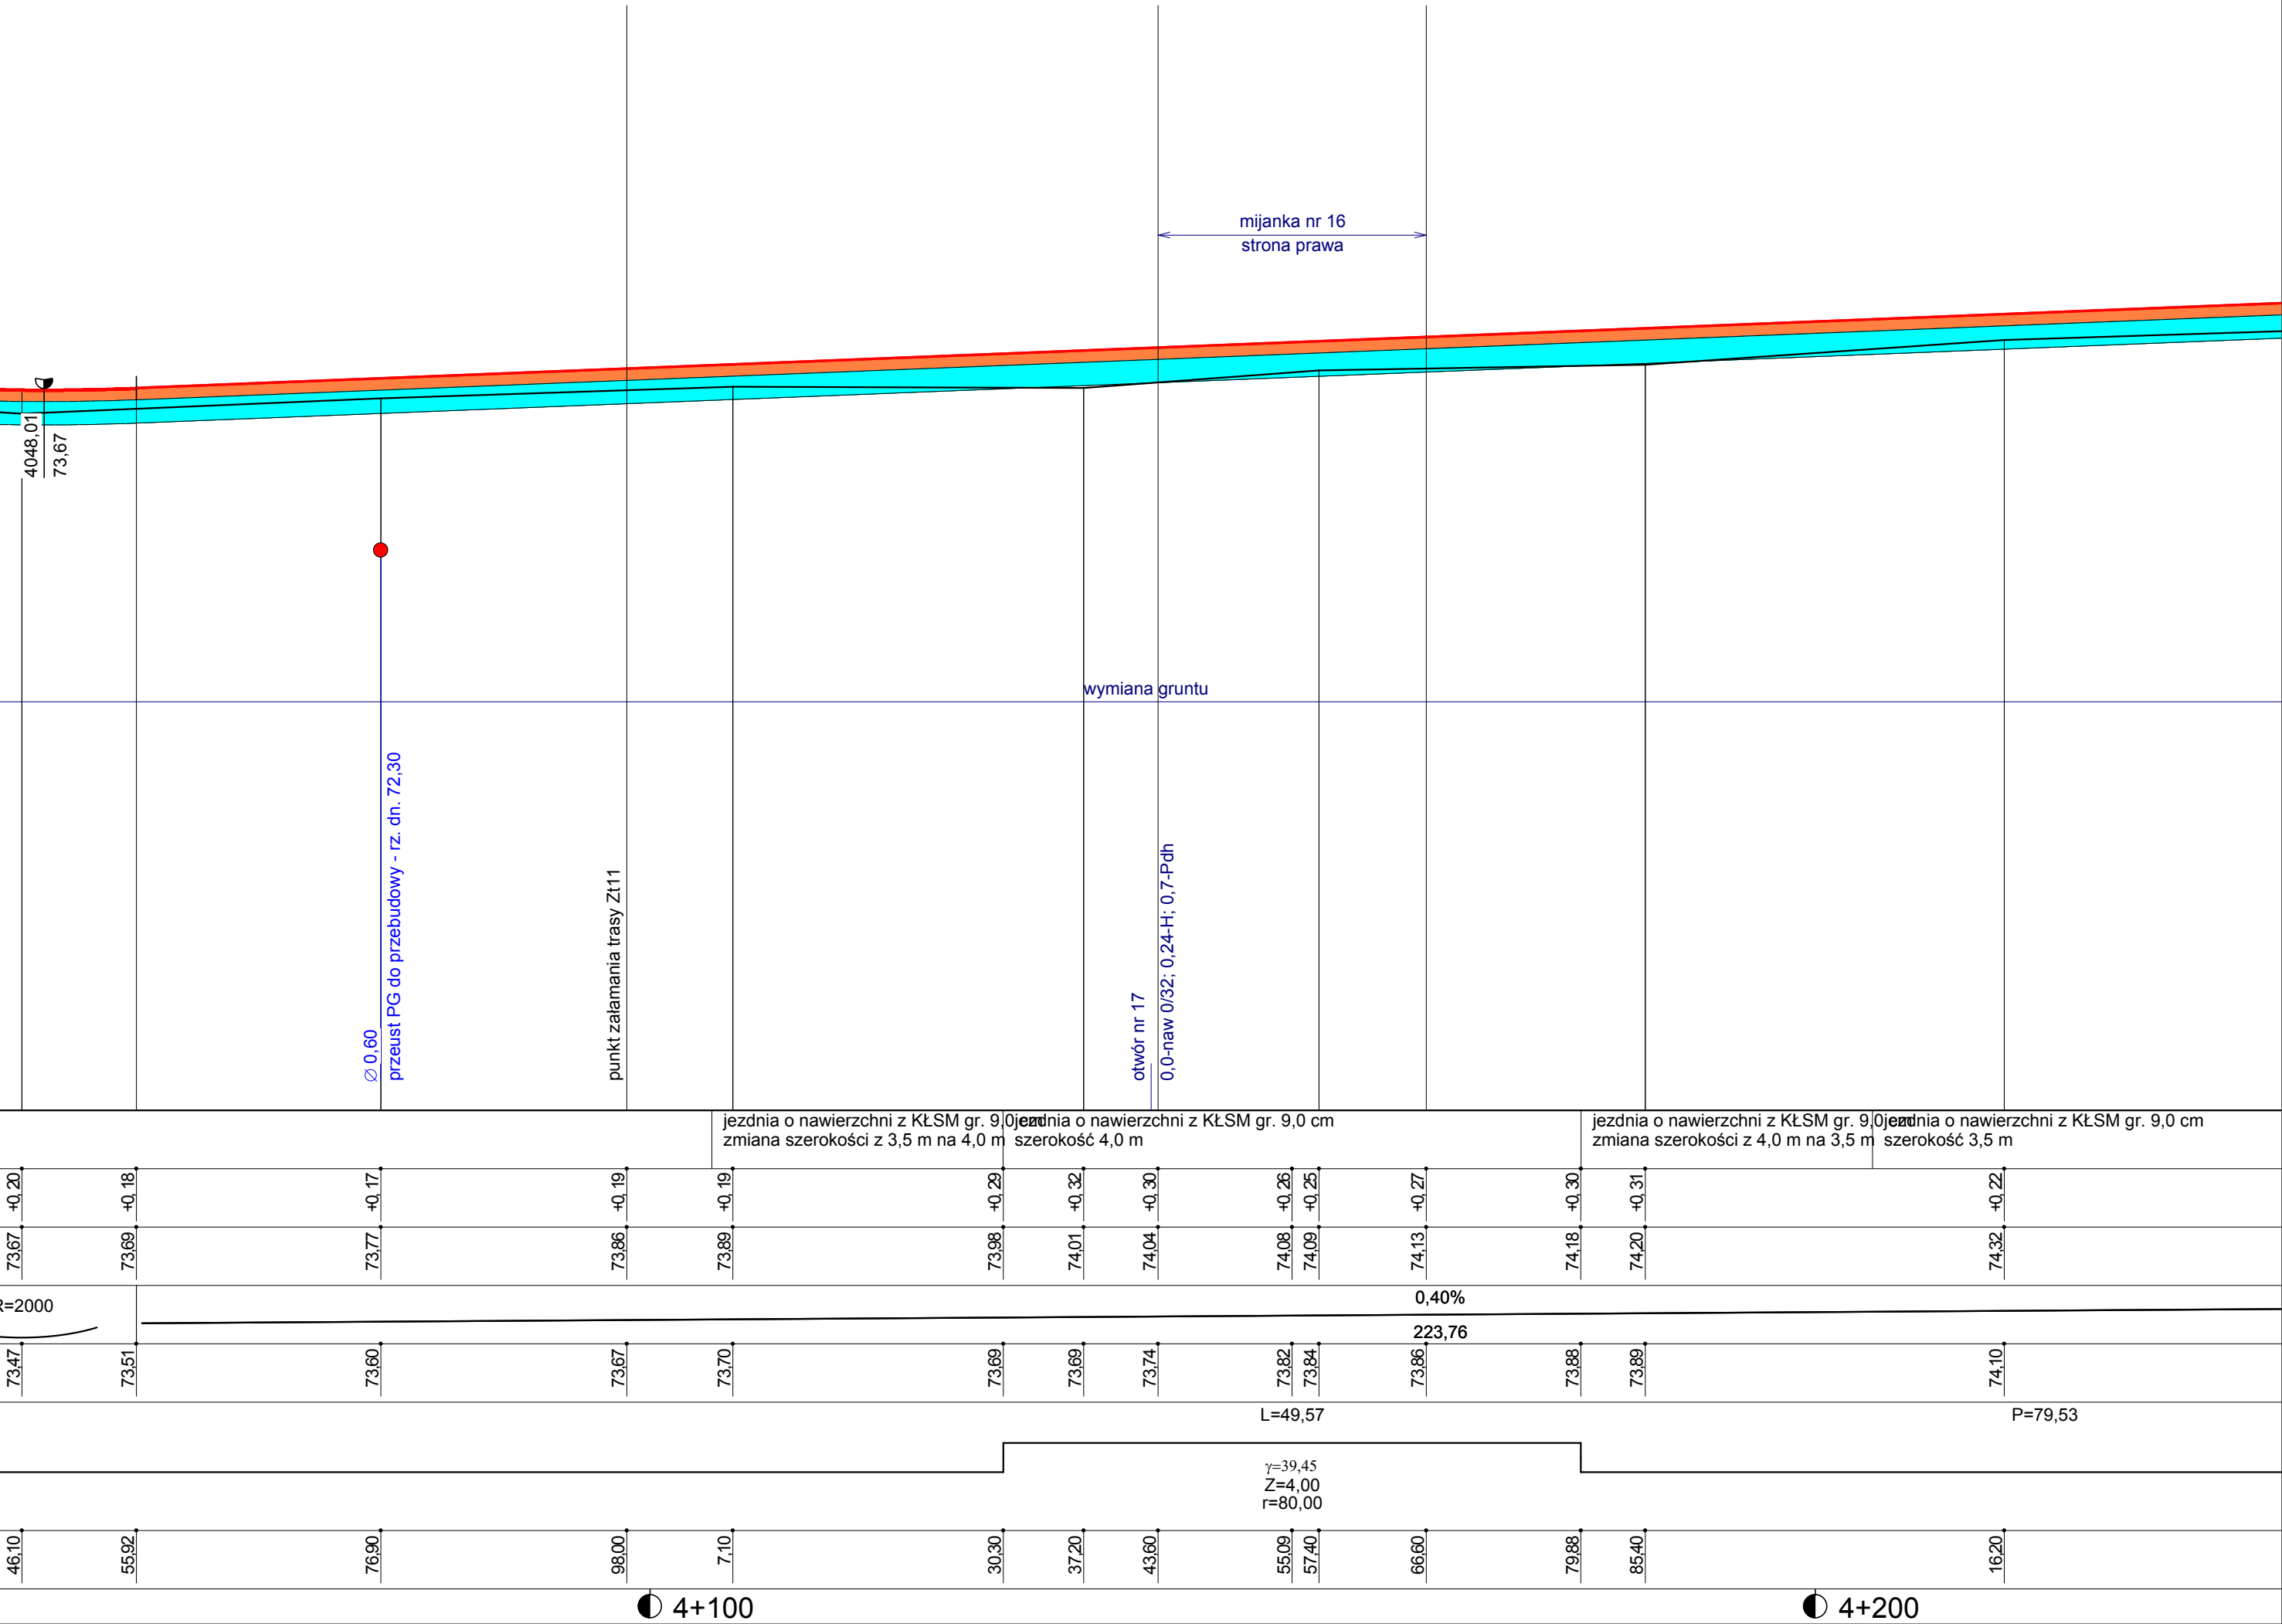 mijanka nr 16
strona prawa
4048,01
73,67
wymiana gruntu
∅ 0,60
przeust PG do przebudowy - rz. dn. 72,30
punkt załamania trasy Zt11
otwór nr 17
0,0-naw 0/32; 0,24-H; 0,7-Pdh
jezdnia o nawierzchni z KŁSM gr. 9,0 cm
zmiana szerokości z 3,5 m na 4,0 m
jezdnia o nawierzchni z KŁSM gr. 9,0 cm
szerokość 4,0 m
jezdnia o nawierzchni z KŁSM gr. 9,0 cm
zmiana szerokości z 4,0 m na 3,5 m
jezdnia o nawierzchni z KŁSM gr. 9,0 cm
szerokość 3,5 m
+0,20 +0,18 +0,17 +0,19 +0,19 +0,29 +0,32 +0,30 +0,26 +0,25 +0,27 +0,30 +0,31 +0,22
73,67 73,69 73,77 73,86 73,89 73,98 74,01 74,04 74,08 74,09 74,13 74,18 74,20 74,32
R=2000
0,40%
223,76
73,47 73,51 73,60 73,67 73,70 73,69 73,69 73,74 73,82 73,84 73,86 73,88 73,89 74,10
L=49,57 P=79,53
γ=39,45
Z=4,00
r=80,00
46,10 55,92 76,90 98,00 7,10 30,30 37,20 43,60 55,09 57,40 66,60 79,88 85,40 16,20
4+100 4+200